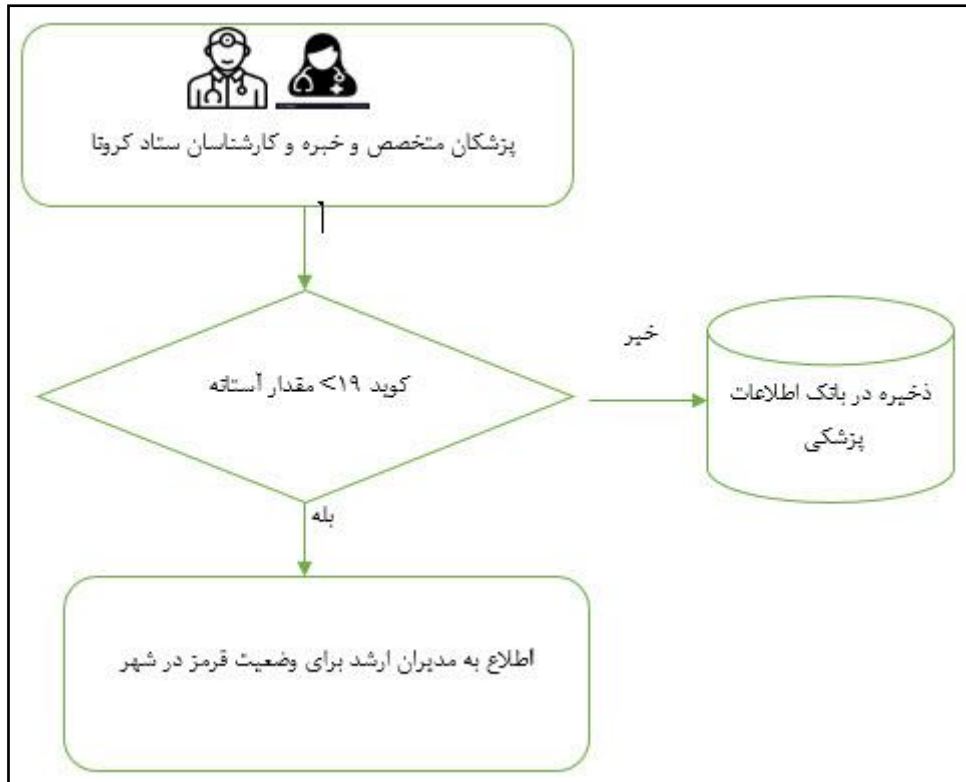 پزشکان متخصص و خبره و کارشناسان ستاد کروتا
کوید ۱۹> مقدار آستانه
خیر
ذخیره در بانک اطلاعات
پزشکی
بله
اطلاع به مدیران ارشد برای وضعیت قرمز در شهر